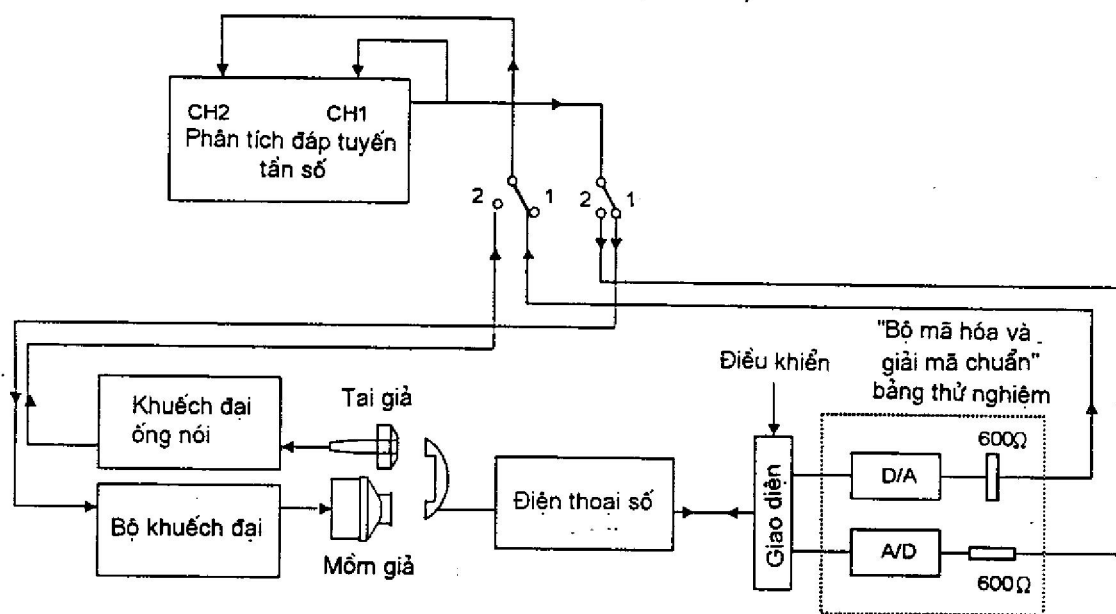 CH2
CH1
Phân tích đáp tuyến
tần số
2
1
2
1
"Bộ mã hóa và
giải mã chuẩn"
bảng thử nghiệm
Điều khiển
Khuếch đại
ống nói
Tai giả
600Ω
D/A
Bộ khuếch đại
Mồm giả
Điện thoại số
Giao diện
A/D
600Ω